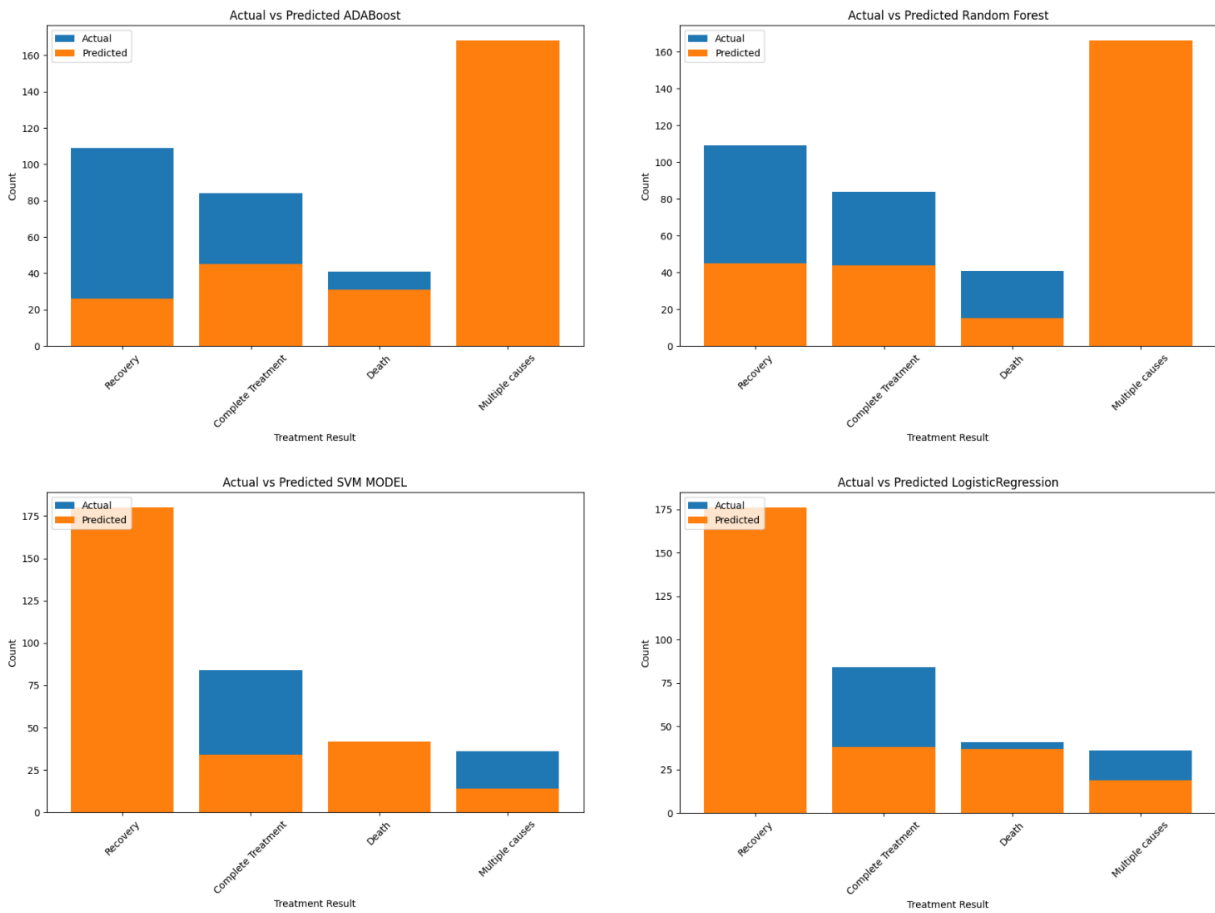 Actual vs Predicted ADABoost
Actual
Predicted
160
140
120
100
80
60
40
20
0
Count
Recovery
Complete Treatment
Death
Multiple causes
Treatment Result
Actual vs Predicted Random Forest
Actual
Predicted
160
140
120
100
80
60
40
20
0
Count
Recovery
Complete Treatment
Death
Multiple causes
Treatment Result
Actual vs Predicted SVM MODEL
Actual
Predicted
175
150
125
100
75
50
25
0
Count
Recovery
Complete Treatment
Death
Multiple causes
Treatment Result
Actual vs Predicted LogisticRegression
Actual
Predicted
175
150
125
100
75
50
25
0
Count
Recovery
Complete Treatment
Death
Multiple causes
Treatment Result